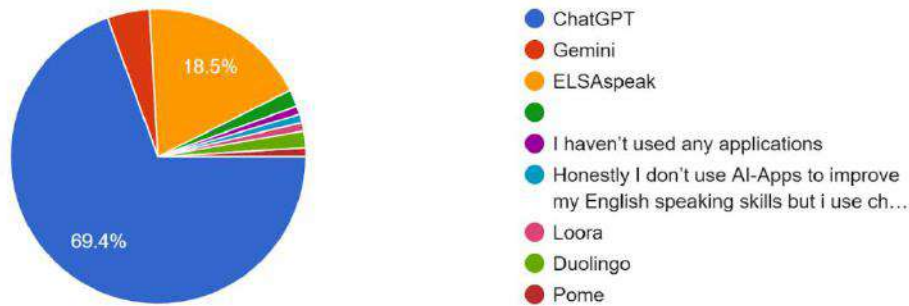 ChatGPT
Gemini
18.5%
ELSAspeak
I haven't used any applications
Honestly I don't use AI-Apps to improve
my English speaking skills but i use ch…
Loora
69.4%
Duolingo
Pome